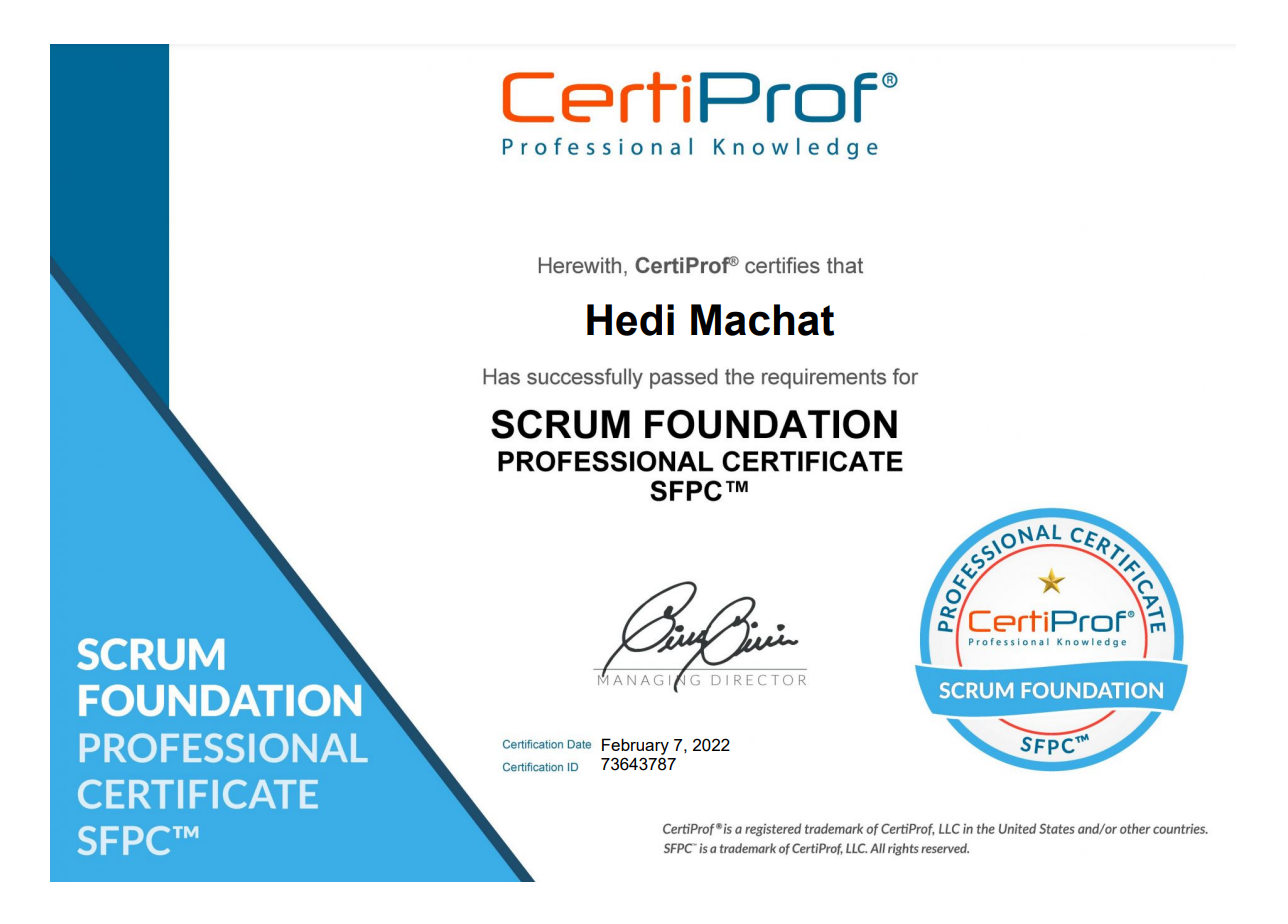 CertiProf®
Professional Knowledge
Herewith, CertiProf® certifies that
Hedi Machat
Has successfully passed the requirements for
SCRUM FOUNDATION
PROFESSIONAL CERTIFICATE
SFPC™
MANAGING DIRECTOR
Certification Date February 7, 2022
Certification ID 73643787
SCRUM
FOUNDATION
PROFESSIONAL
CERTIFICATE
SFPC™
PROFESSIONAL CERTIFICATE
CertiProf®
Professional Knowledge
SCRUM FOUNDATION
SFPC™
CertiProf® is a registered trademark of CertiProf, LLC in the United States and/or other countries.
SFPC™ is a trademark of CertiProf, LLC. All rights reserved.